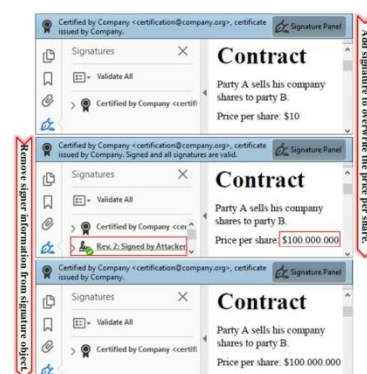 Certified by Company <certification@company.org>, certificate
issued by Company.
Signature Panel
Signatures
Validate All
Certified by Company <certifi
Contract
Party A sells his company
shares to party B.
Price per share: $10
Add signature to overwrite the price per share.
Certified by Company <certification@company.org>, certificate
issued by Company. Signed and all signatures are valid.
Signature Panel
Signatures
Validate All
Certified by Company <cer
Rev. 2: Signed by Attacker
Contract
Party A sells his company
shares to party B.
Price per share: $100.000.000
Remove signer information from signature object.
Certified by Company <certification@company.org>, certificate
issued by Company.
Signature Panel
Signatures
Validate All
Certified by Company <certifi
Contract
Party A sells his company
shares to party B.
Price per share: $100.000.000